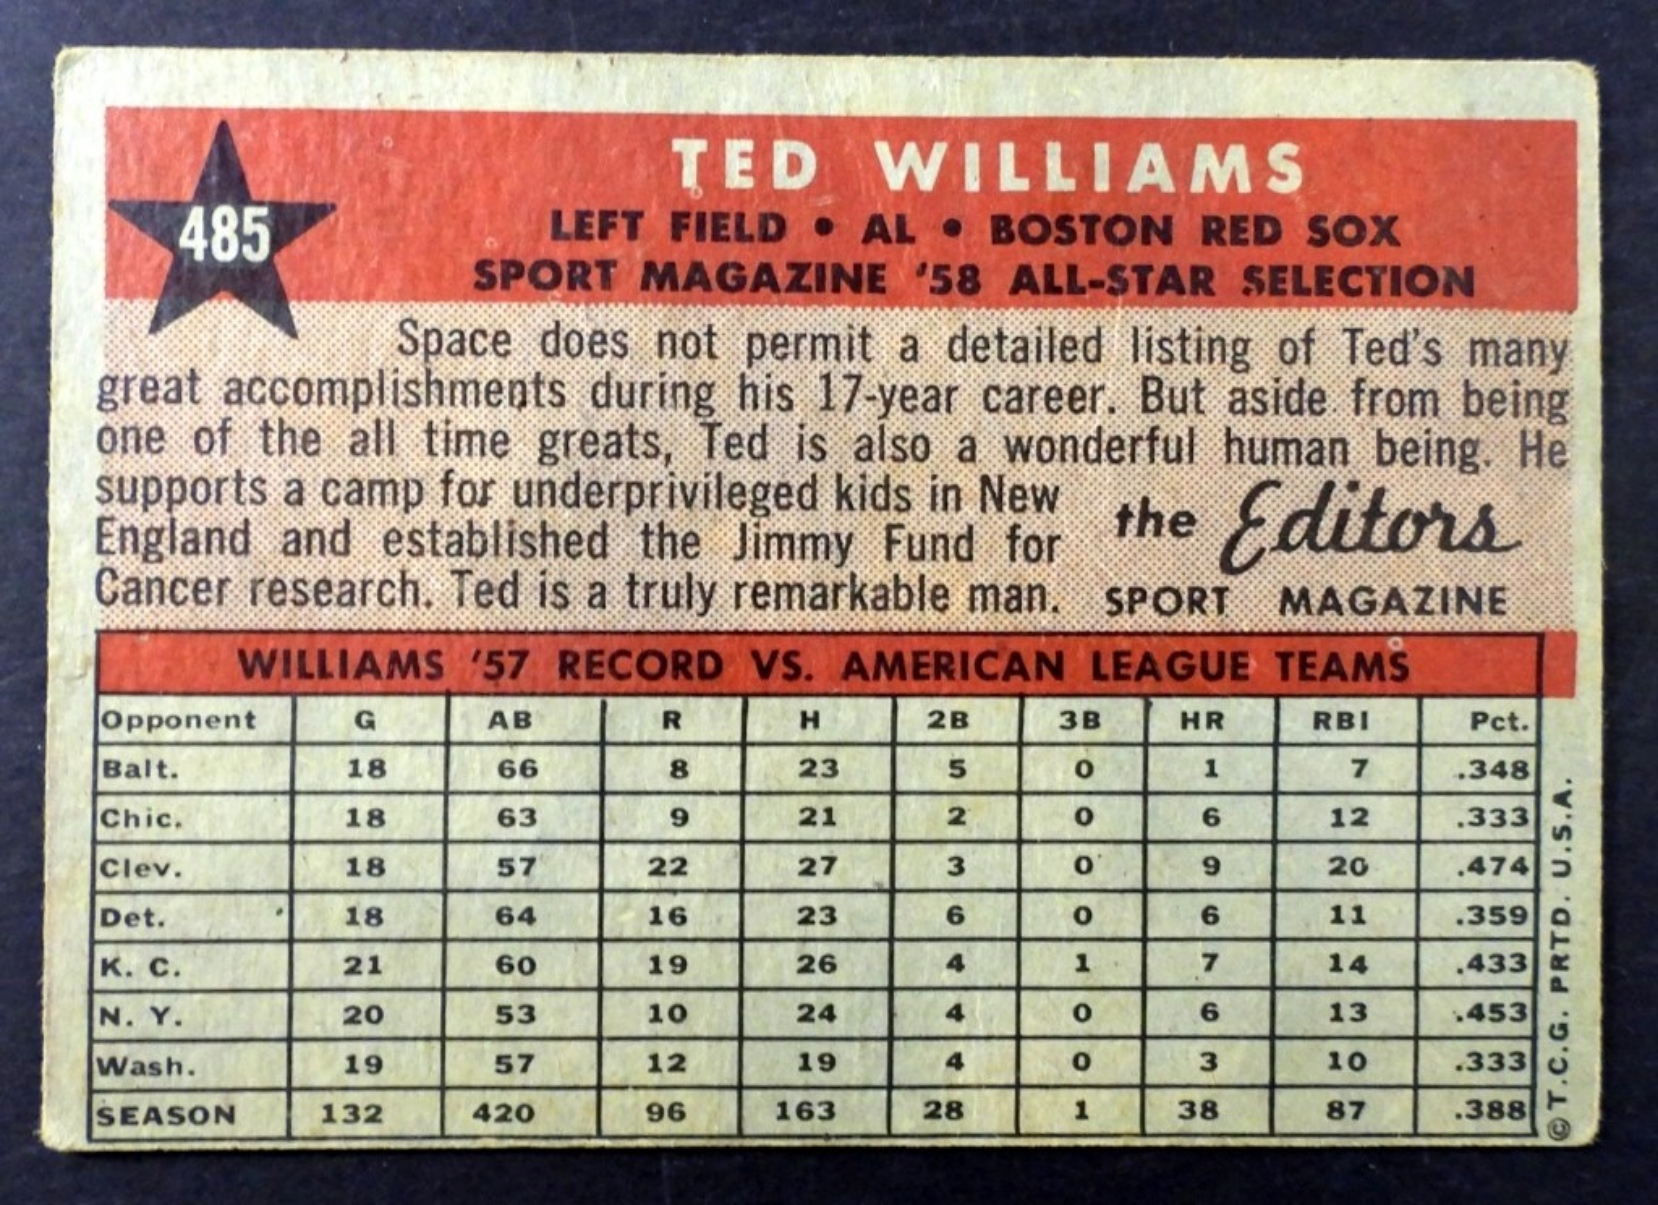 485
TED WILLIAMS
LEFT FIELD • AL • BOSTON RED SOX
SPORT MAGAZINE '58 ALL-STAR SELECTION
Space does not permit a detailed listing of Ted's many
great accomplishments during his 17-year career. But aside from being
one of the all time greats, Ted is also a wonderful human being. He
supports a camp for underprivileged kids in New
England and established the Jimmy Fund for
Cancer research. Ted is a truly remarkable man.
the Editors
SPORT MAGAZINE
WILLIAMS '57 RECORD VS. AMERICAN LEAGUE TEAMS
Opponent G AB R H 2B 3B HR RBI Pct.
Balt. 18 66 8 23 5 0 1 7 .348
Chic. 18 63 9 21 2 0 6 12 .333
Clev. 18 57 22 27 3 0 9 20 .474
Det. 18 64 16 23 6 0 6 11 .359
K. C. 21 60 19 26 4 1 7 14 .433
N. Y. 20 53 10 24 4 0 6 13 .453
Wash. 19 57 12 19 4 0 3 10 .333
SEASON 132 420 96 163 28 1 38 87 .388
©T.C.G. PRTD. U.S.A.